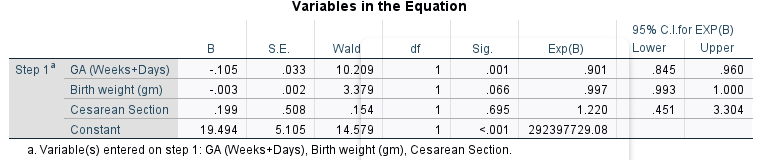 Variables in the Equation
95% C.I.for EXP(B)
B S.E. Wald df Sig. Exp(B) Lower Upper
Step 1a GA (Weeks+Days) -.105 .033 10.209 1 .001 .901 .845 .960
Birth weight (gm) -.003 .002 3.379 1 .066 .997 .993 1.000
Cesarean Section .199 .508 .154 1 .695 1.220 .451 3.304
Constant 19.494 5.105 14.579 1 <.001 292397729.08
a. Variable(s) entered on step 1: GA (Weeks+Days), Birth weight (gm), Cesarean Section.